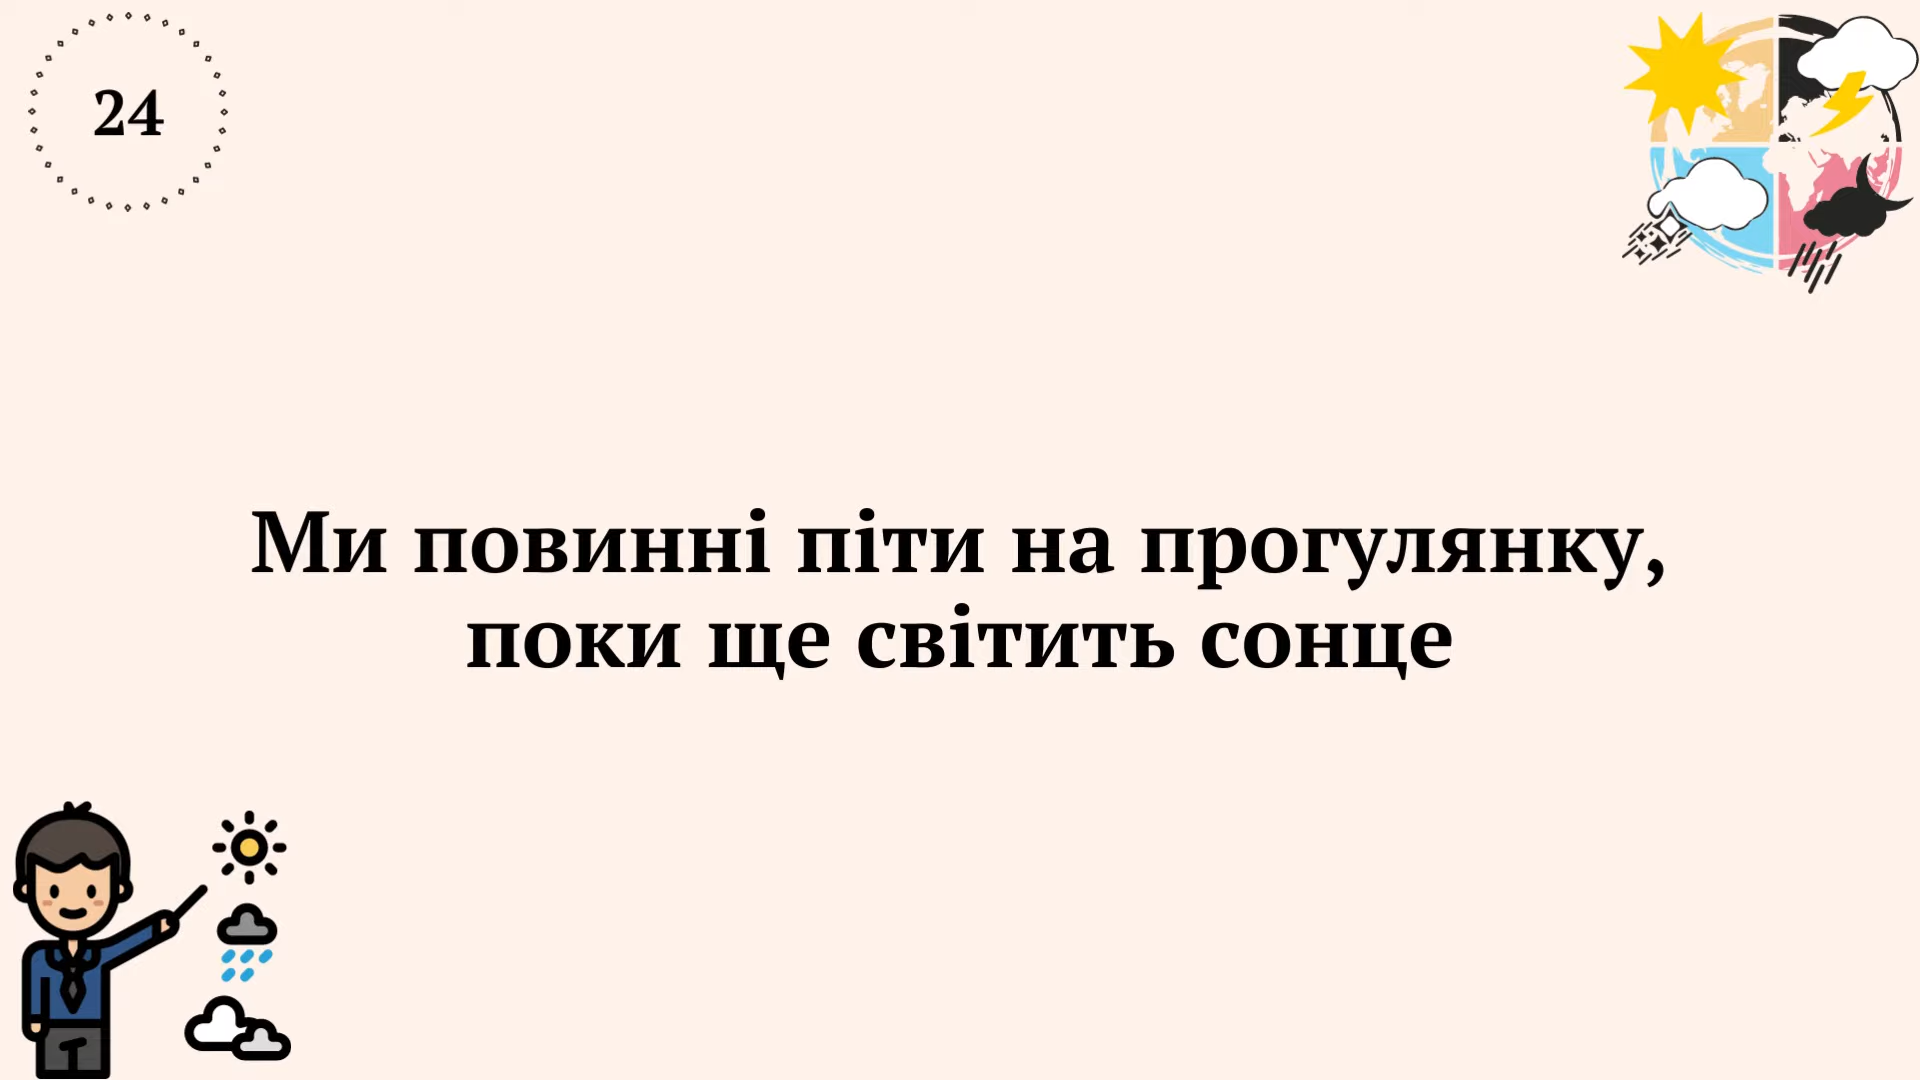 24
Ми повинні піти на прогулянку,
поки ще світить сонце